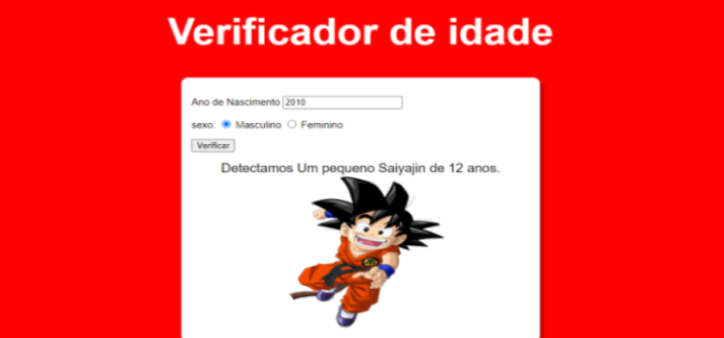 Verificador de idade
Ano de Nascimento 2010
sexo: Masculino Feminino
Verificar
Detectamos Um pequeno Saiyajin de 12 anos.